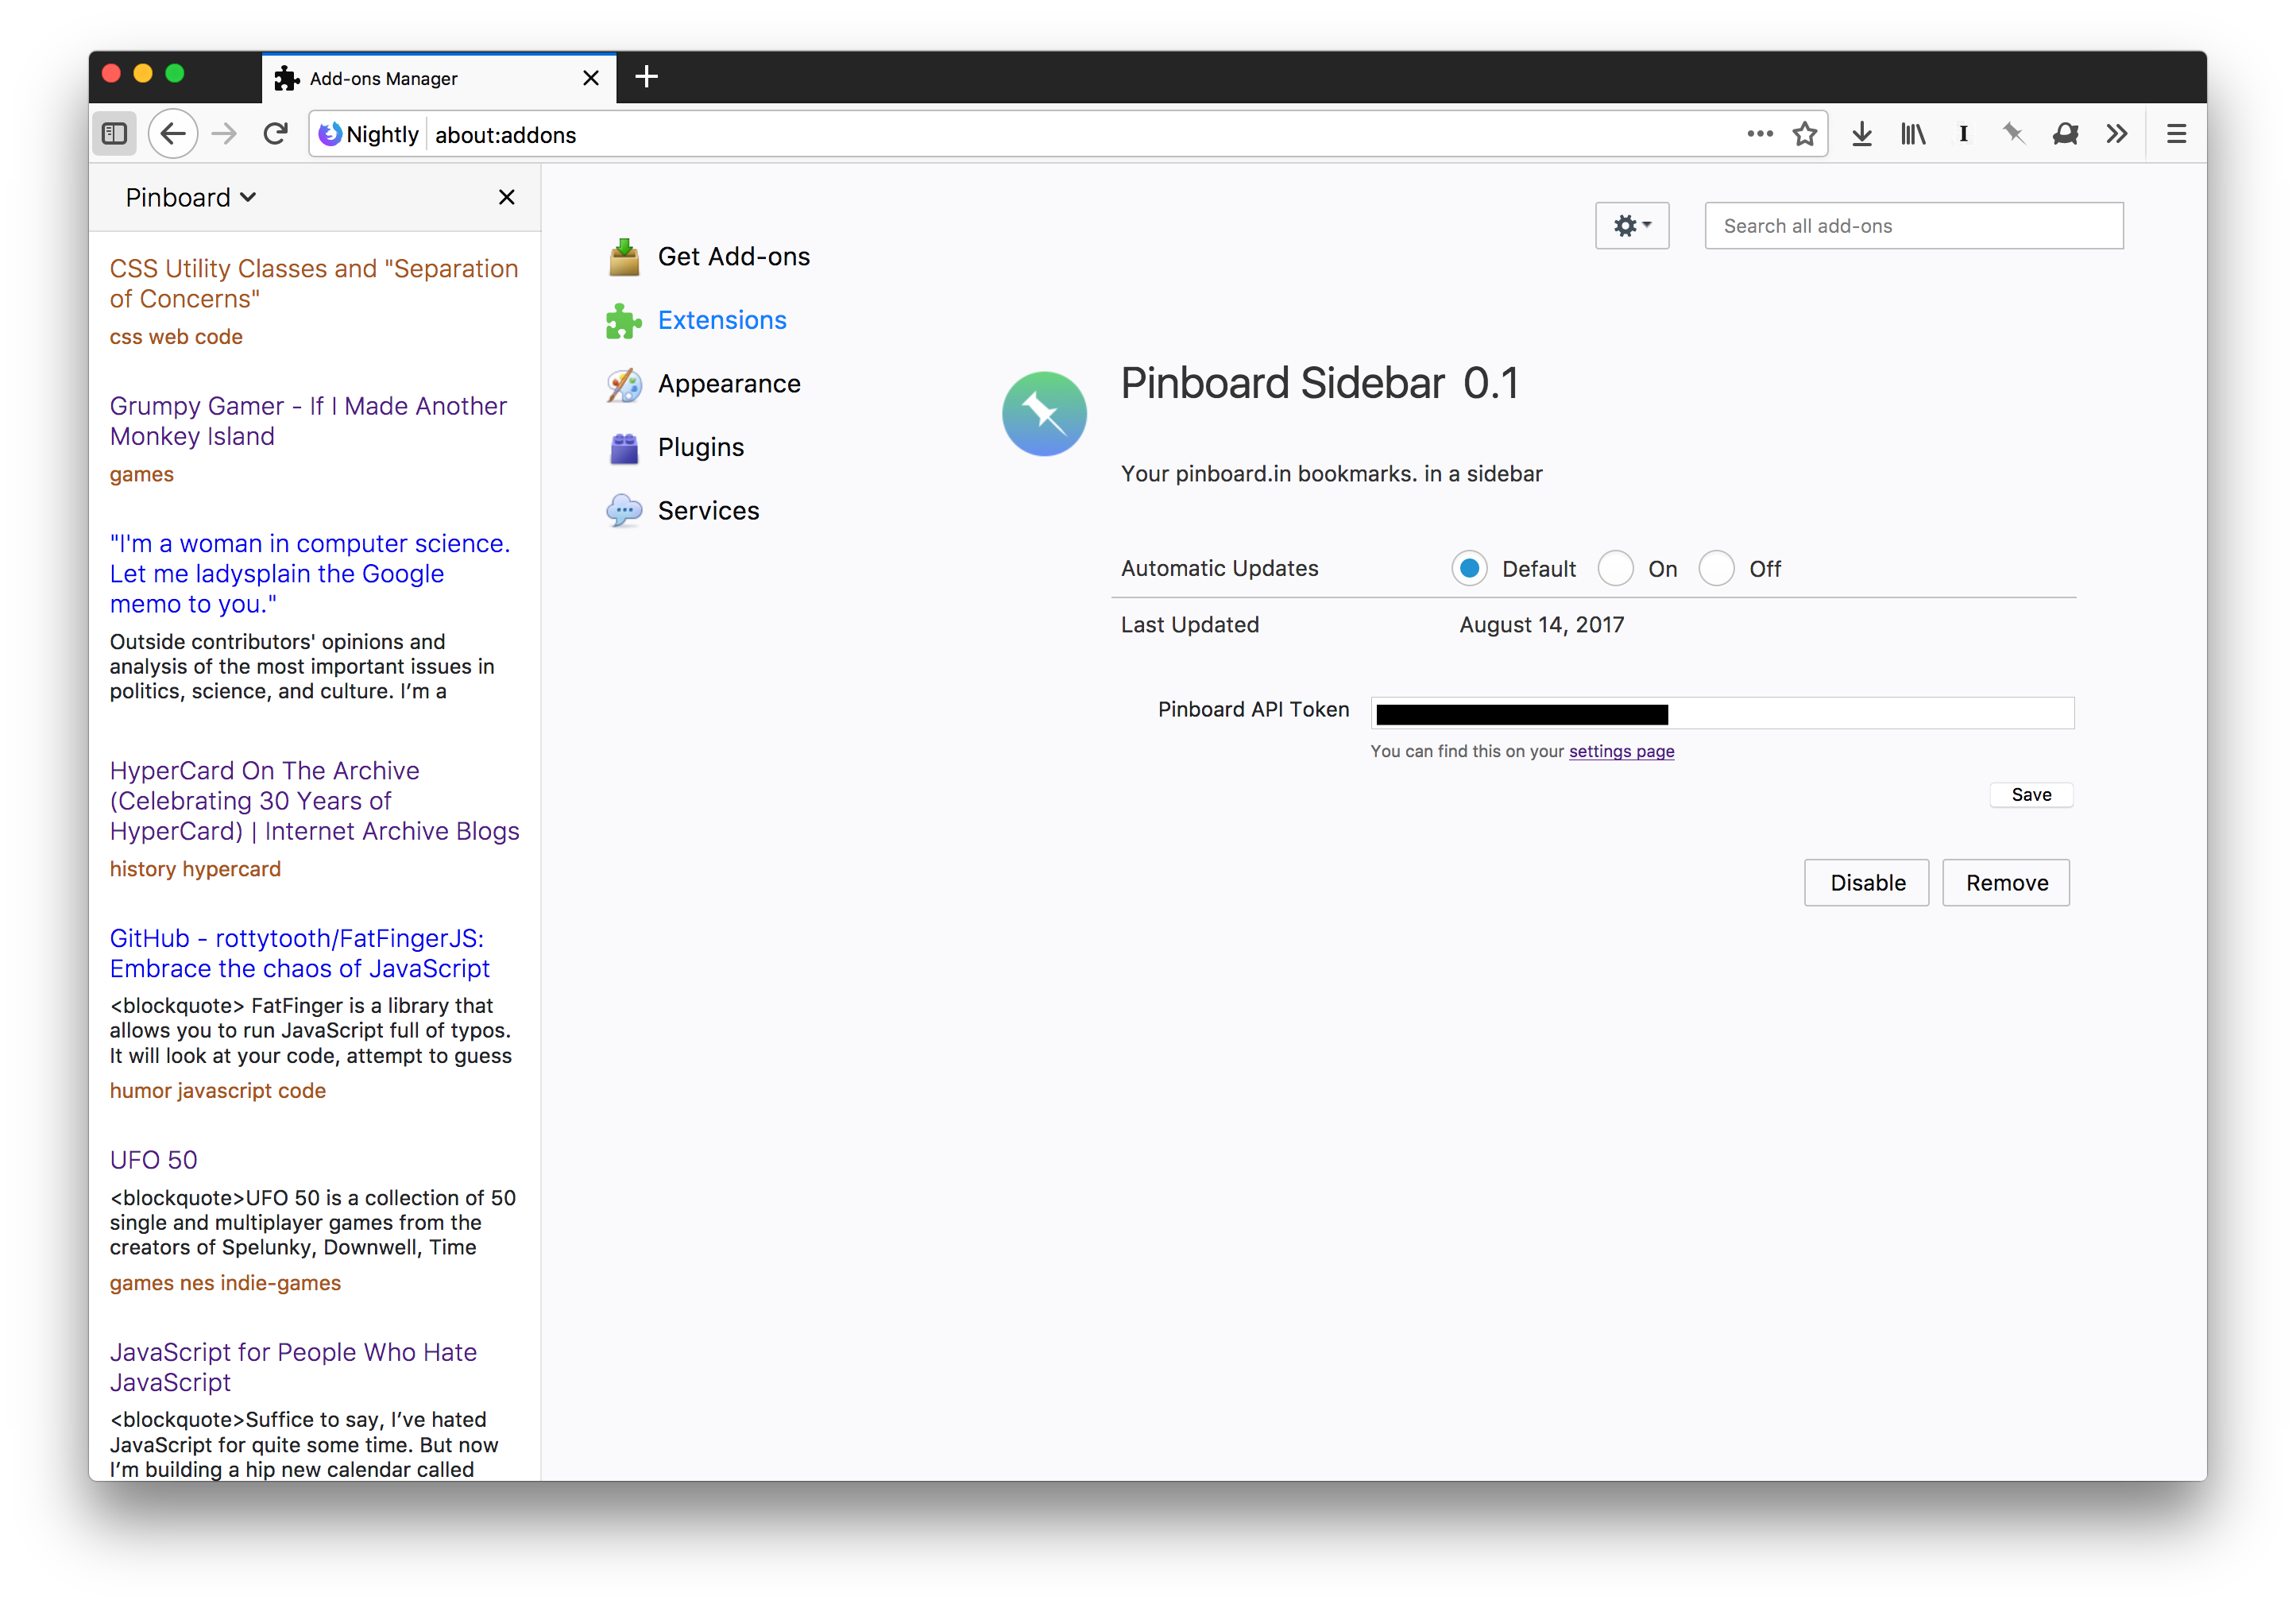 Add-ons Manager
Nightly about:addons
I
Pinboard
CSS Utility Classes and "Separation
of Concerns"
css web code
Grumpy Gamer - If I Made Another
Monkey Island
games
"I'm a woman in computer science.
Let me ladysplain the Google
memo to you."
Outside contributors' opinions and
analysis of the most important issues in
politics, science, and culture. I’m a
HyperCard On The Archive
(Celebrating 30 Years of
HyperCard) | Internet Archive Blogs
history hypercard
GitHub - rottytooth/FatFingerJS:
Embrace the chaos of JavaScript
<blockquote> FatFinger is a library that
allows you to run JavaScript full of typos.
It will look at your code, attempt to guess
humor javascript code
UFO 50
<blockquote>UFO 50 is a collection of 50
single and multiplayer games from the
creators of Spelunky, Downwell, Time
games nes indie-games
JavaScript for People Who Hate
JavaScript
<blockquote>Suffice to say, I’ve hated
JavaScript for quite some time. But now
I’m building a hip new calendar called
Get Add-ons
Extensions
Appearance
Plugins
Services
Search all add-ons
Pinboard Sidebar 0.1
Your pinboard.in bookmarks. in a sidebar
Automatic Updates Default On Off
Last Updated August 14, 2017
Pinboard API Token
You can find this on your settings page
Save
Disable Remove